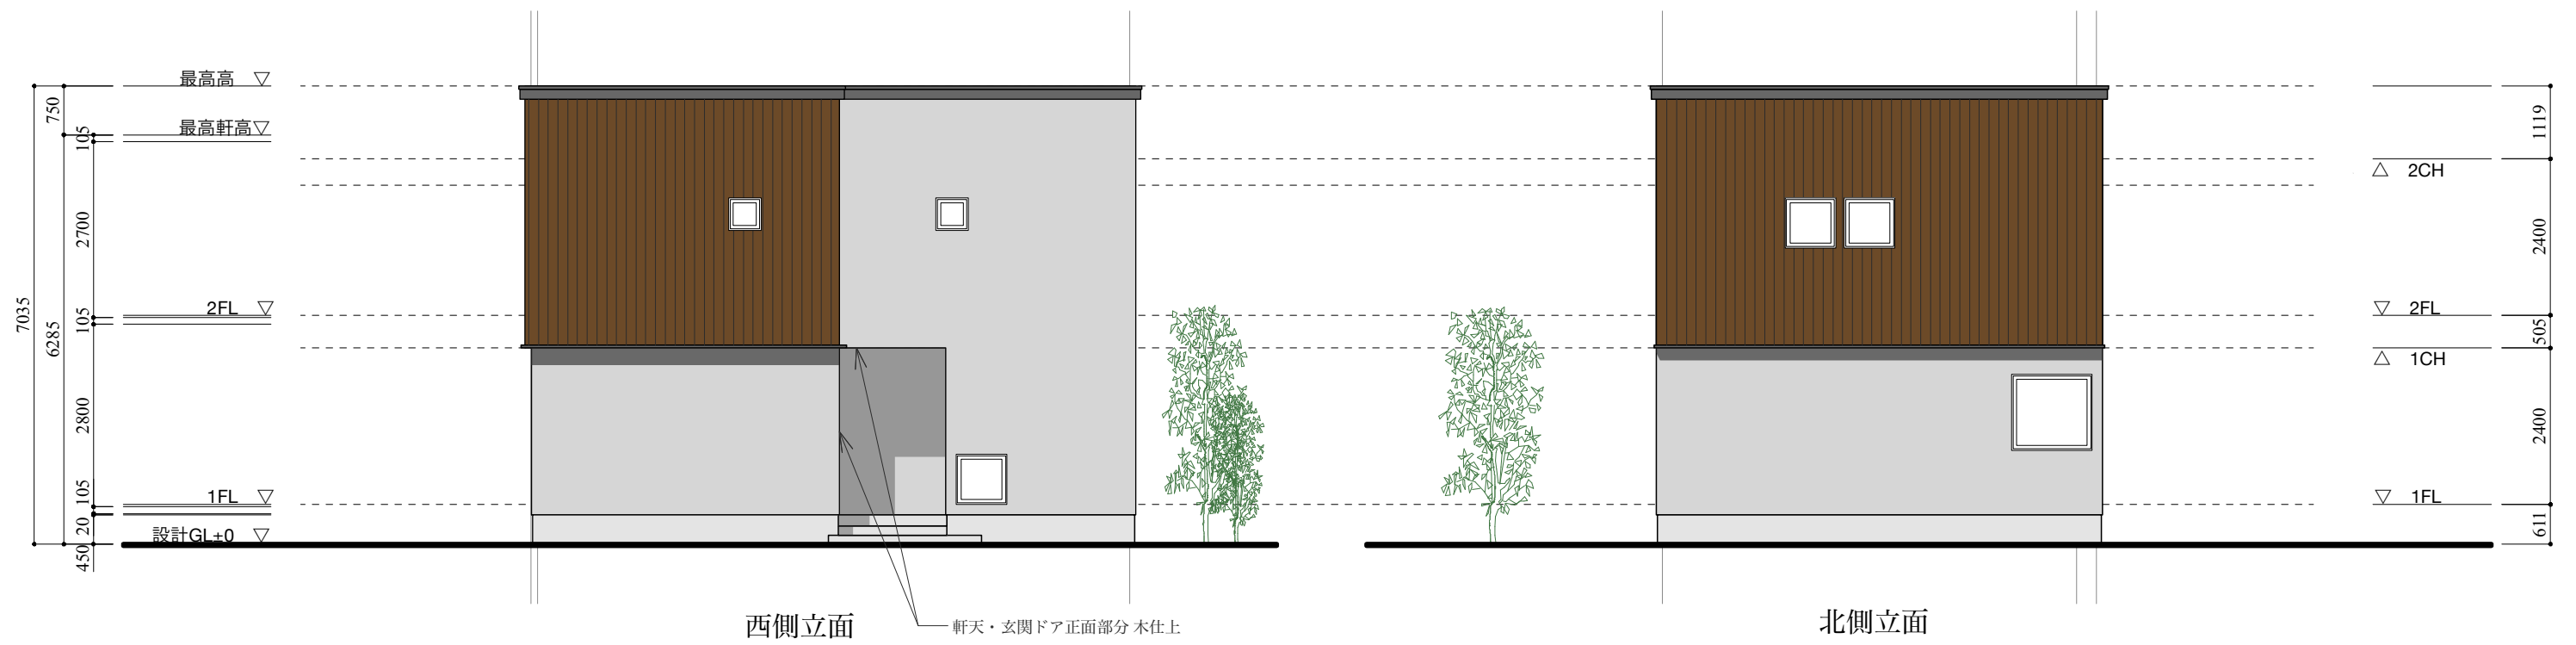 最高高 ▽
750
最高軒高▽
105
2700
7035
6285
2FL ▽
105
2800
1FL ▽
105
20
設計GL±0 ▽
450
西側立面
軒天・玄関ドア正面部分 木仕上
北側立面
1119
△ 2CH
2400
▽ 2FL
505
△ 1CH
2400
▽ 1FL
611